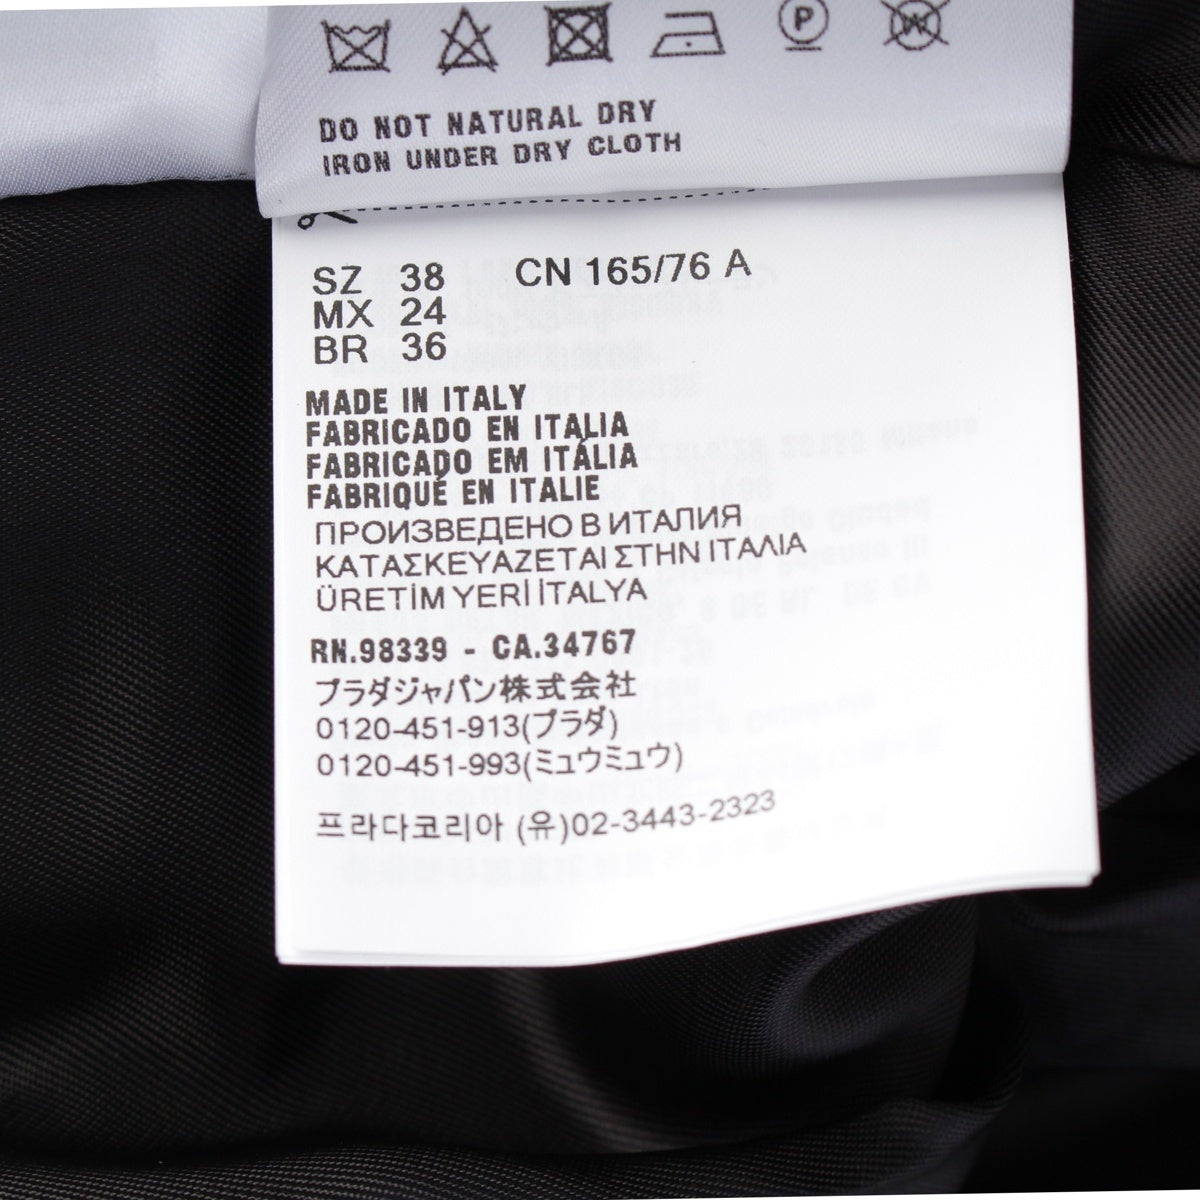 P
W
DO NOT NATURAL DRY
IRON UNDER DRY CLOTH
SZ 38 CN 165/76 A
MX 24
BR 36
MADE IN ITALY
FABRICADO EN ITALIA
FABRICADO EM ITÁLIA
FABRIQUÉ EN ITALIE
ПРОИЗВЕДЕНО В ИТАЛИЯ
ΚΑΤΑΣΚΕΥΑΖΕΤΑΙ ΣΤΗΝ ΙΤΑΛΙΑ
ÜRETİM YERİ İTALYA
RN.98339 - CA.34767
プラダジャパン株式会社
0120-451-913(プラダ)
0120-451-993(ミュウミュウ)
프라다코리아 (유)02-3443-2323